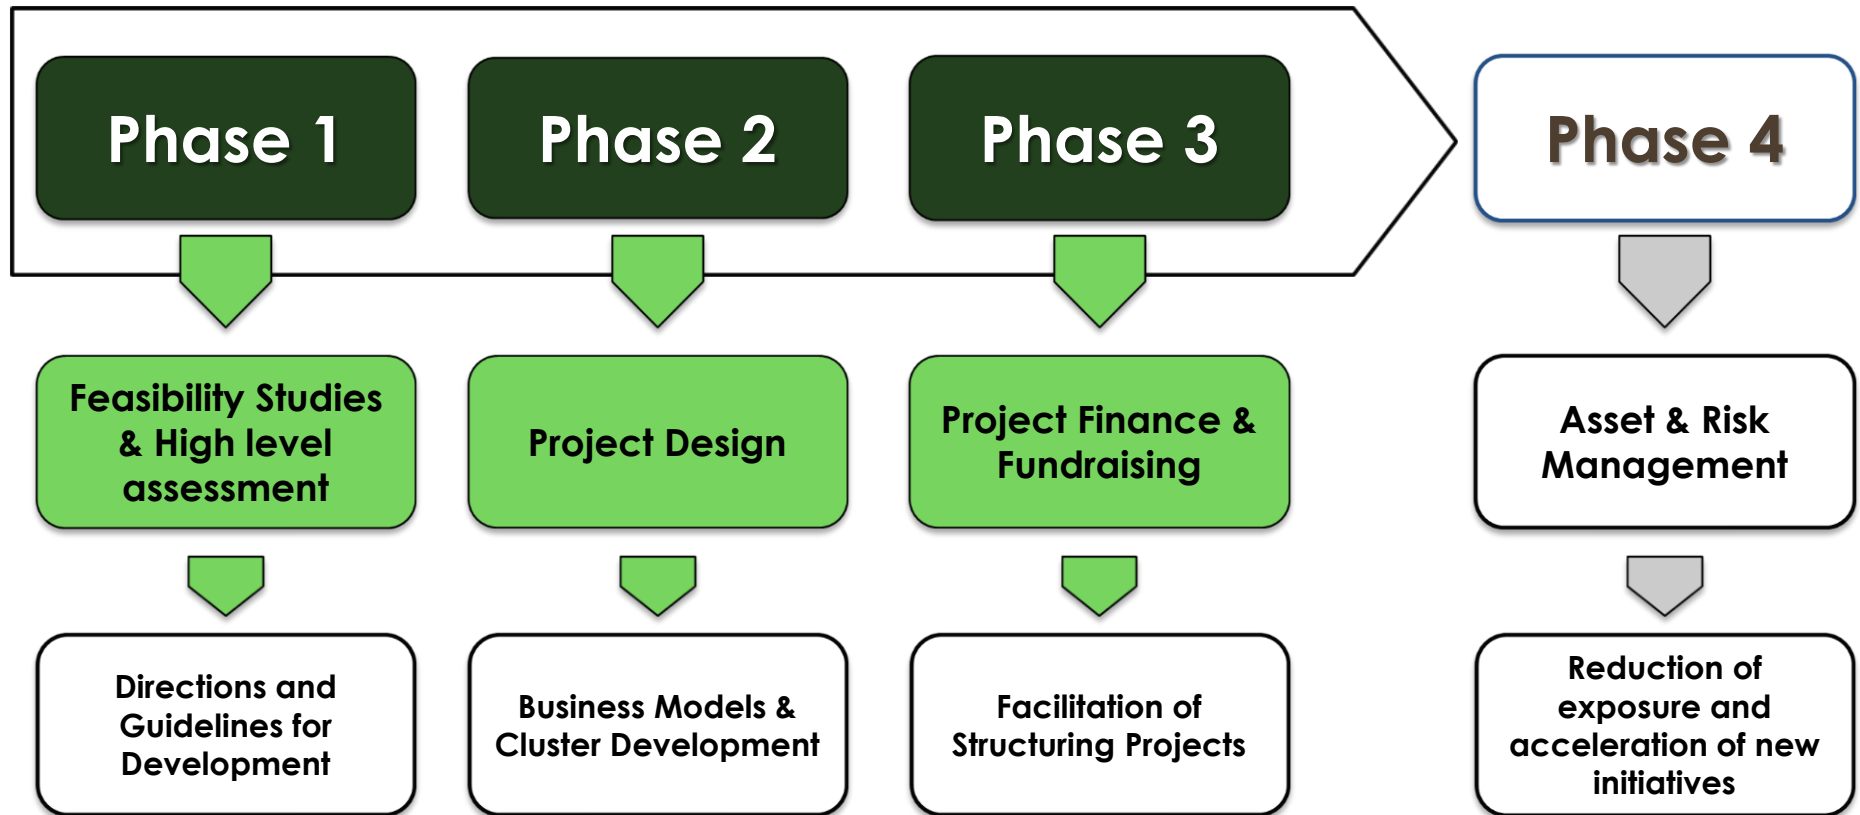 Phase 1
Phase 2
Phase 3
Phase 4
Feasibility Studies
& High level
assessment
Project Design
Project Finance &
Fundraising
Asset & Risk
Management
Directions and
Guidelines for
Development
Business Models &
Cluster Development
Facilitation of
Structuring Projects
Reduction of
exposure and
acceleration of new
initiatives